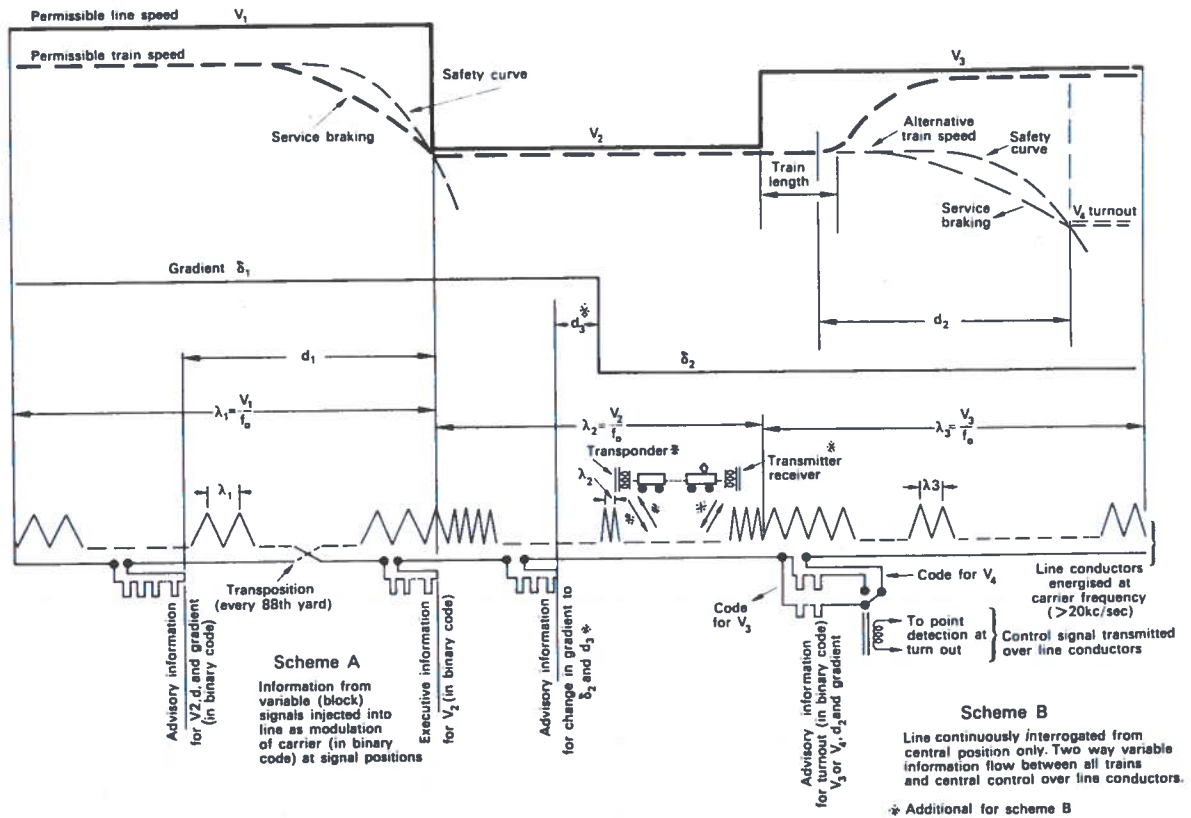 Permissible line speed
V₁
Permissible train speed
Safety curve
Service braking
V₂
V₃
Train
length
Alternative
train speed
Safety
curve
Service
braking
V₄ turnout
Gradient δ₁
d₁
d₃ *
δ₂
d₂
λ₁ = V₁/f₀
λ₂ = V₂/f₀
λ₃ = V₃/f₀
Transponder *
Transmitter *
receiver
λ₁
λ₂
*
*
λ3
Transposition
(every 88th yard)
Code for V₄
Code
for V₃
Line conductors
energised at
carrier frequency
(>20kc/sec)
To point
detection at
turn out
Control signal transmitted
over line conductors
Advisory information
for V2, d, and gradient
(in binary code)
Scheme A
Information from
variable (block)
signals injected into
line as modulation
of carrier (in binary
code) at signal positions
Executive information
for V₂ (in binary code)
Advisory information
for change in gradient to
δ₂ and d₃ *
Advisory information
for turnout (in binary code)
V₃ or V₄, d₂ and gradient
Scheme B
Line continuously interrogated from
central position only. Two way variable
information flow between all trains
and central control over line conductors.
* Additional for scheme B